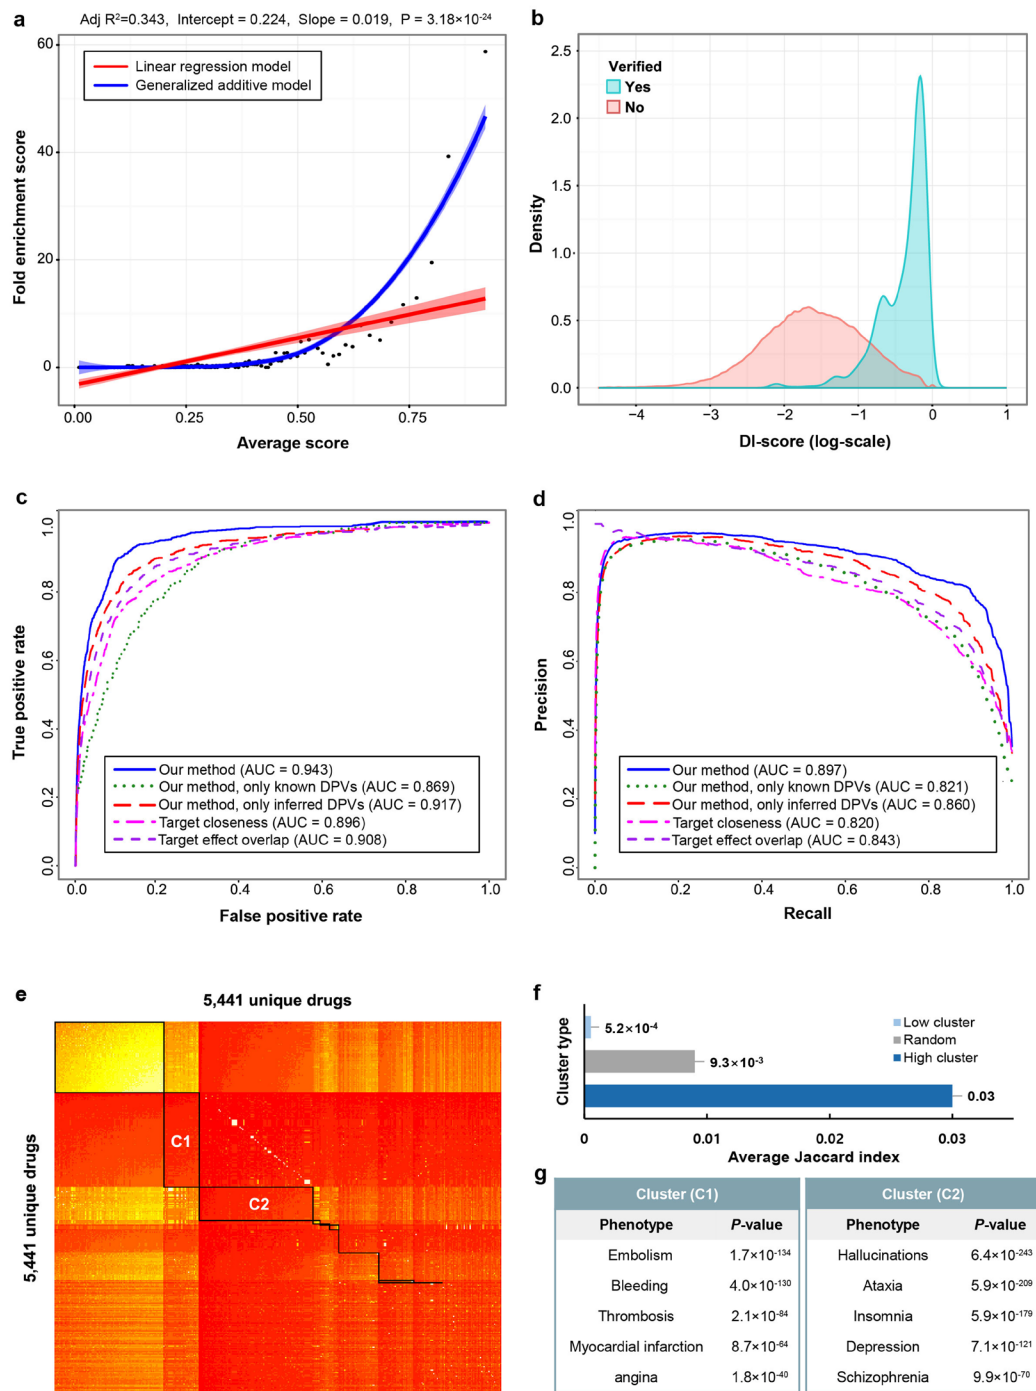 a
Adj R²=0.343, Intercept = 0.224, Slope = 0.019, P = 3.18×10⁻²⁴
Fold enrichment score
60
40
20
0
Linear regression model
Generalized additive model
0.00 0.25 0.50 0.75
Average score
b
Density
2.5
2.0
1.5
1.0
0.5
0.0
Verified
Yes
No
−4 −3 −2 −1 0 1
DI-score (log-scale)
c
True positive rate
1.0
0.8
0.6
0.4
0.2
0.0
Our method (AUC = 0.943)
Our method, only known DPVs (AUC = 0.869)
Our method, only inferred DPVs (AUC = 0.917)
Target closeness (AUC = 0.896)
Target effect overlap (AUC = 0.908)
0.0 0.2 0.4 0.6 0.8 1.0
False positive rate
d
Precision
1.0
0.8
0.6
0.4
0.2
0.0
Our method (AUC = 0.897)
Our method, only known DPVs (AUC = 0.821)
Our method, only inferred DPVs (AUC = 0.860)
Target closeness (AUC = 0.820)
Target effect overlap (AUC = 0.843)
0.0 0.2 0.4 0.6 0.8 1.0
Recall
e
5,441 unique drugs
5,441 unique drugs
C1
C2
f
Cluster type
5.2×10⁻⁴
9.3×10⁻³
0.03
Low cluster
Random
High cluster
0 0.01 0.02 0.03
Average Jaccard index
g
Cluster (C1)
Phenotype P-value
Embolism 1.7×10⁻¹³⁴
Bleeding 4.0×10⁻¹³⁰
Thrombosis 2.1×10⁻⁸⁴
Myocardial infarction 8.7×10⁻⁶⁴
angina 1.8×10⁻⁴⁰
Cluster (C2)
Phenotype P-value
Hallucinations 6.4×10⁻²⁴³
Ataxia 5.9×10⁻²⁰⁹
Insomnia 5.9×10⁻¹⁷⁹
Depression 7.1×10⁻¹²¹
Schizophrenia 9.9×10⁻⁷⁰